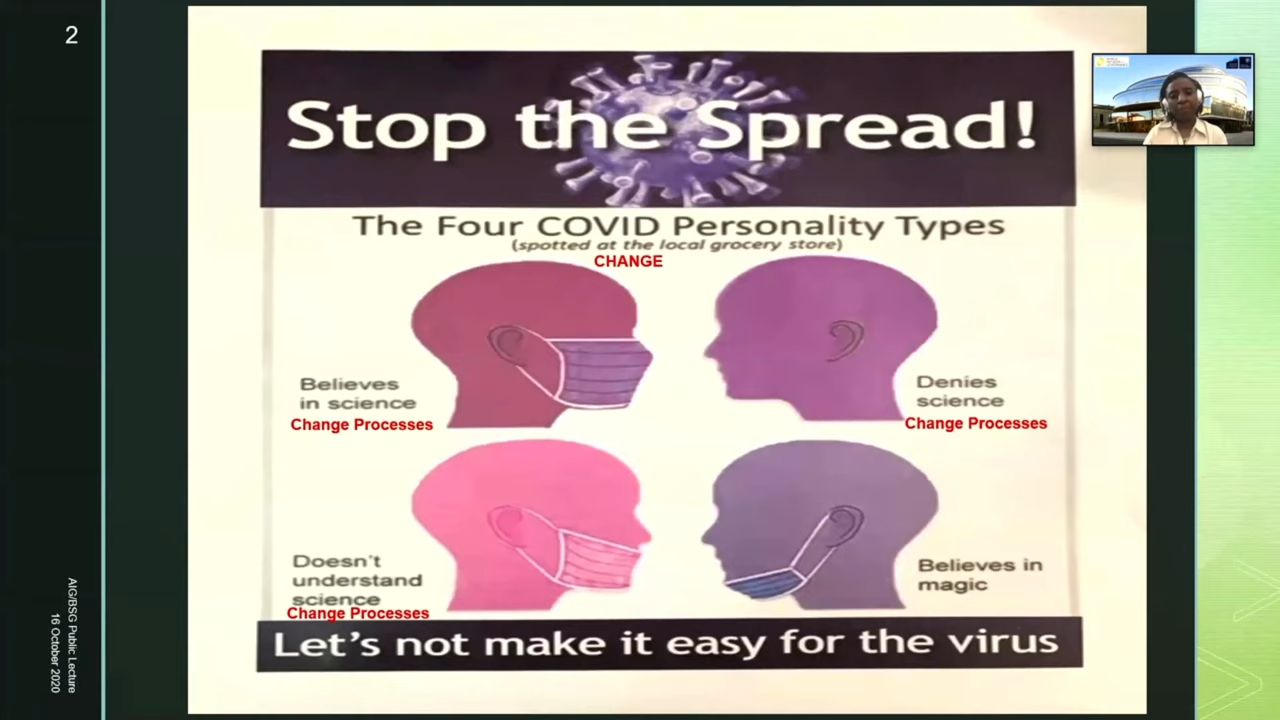 2
Stop the Spread!
The Four COVID Personality Types
(spotted at the local grocery store)
CHANGE
Believes
in science
Change Processes
Denies
science
Change Processes
Doesn't
understand
science
Change Processes
Believes in
magic
Let's not make it easy for the virus
AIG/BSG Public Lecture
16 October 2020